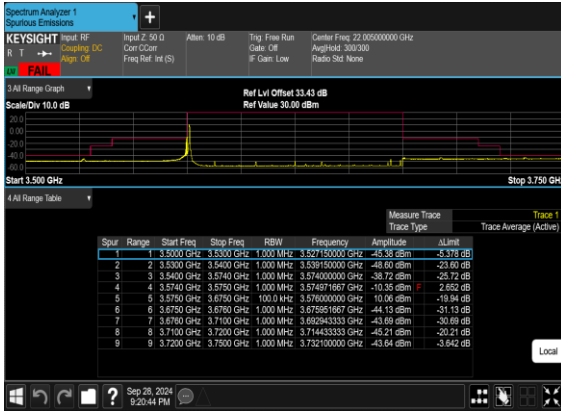 Spectrum Analyzer 1
Spurious Emissions
KEYSIGHT Input: RF Input Z: 50 Ω Atten: 10 dB Trig: Free Run Center Freq: 22.005000000 GHz
R T Coupling: DC Corr CCorr Gate: Off Avg|Hold: 300/300
Align: Off Freq Ref: Int (S) IF Gain: Low Radio Std: None
FAIL
3 All Range Graph
Ref Lvl Offset 33.43 dB
Scale/Div 10.0 dB Ref Value 30.00 dBm
20.0
0.00
-20.0
-40.0
-60.0
Start 3.500 GHz Stop 3.750 GHz
4 All Range Table
Measure Trace Trace 1
Trace Type Trace Average (Active)
Spur Range Start Freq Stop Freq RBW Frequency Amplitude ΔLimit
1 1 3.5000 GHz 3.5300 GHz 1.000 MHz 3.527150000 GHz -45.38 dBm -5.378 dB
2 2 3.5300 GHz 3.5400 GHz 1.000 MHz 3.539150000 GHz -48.60 dBm -23.60 dB
3 3 3.5400 GHz 3.5740 GHz 1.000 MHz 3.574000000 GHz -38.72 dBm -25.72 dB
4 4 3.5740 GHz 3.5750 GHz 1.000 MHz 3.574971667 GHz -10.35 dBm F 2.652 dB
5 5 3.5750 GHz 3.6750 GHz 100.0 kHz 3.576000000 GHz 10.06 dBm -19.94 dB
6 6 3.6750 GHz 3.6760 GHz 1.000 MHz 3.675951667 GHz -44.13 dBm -31.13 dB
7 7 3.6760 GHz 3.7100 GHz 1.000 MHz 3.692943333 GHz -43.69 dBm -30.69 dB
8 8 3.7100 GHz 3.7200 GHz 1.000 MHz 3.714433333 GHz -45.21 dBm -20.21 dB
9 9 3.7200 GHz 3.7500 GHz 1.000 MHz 3.732100000 GHz -43.64 dBm -3.642 dB
Local
Sep 28, 2024
9:20:44 PM